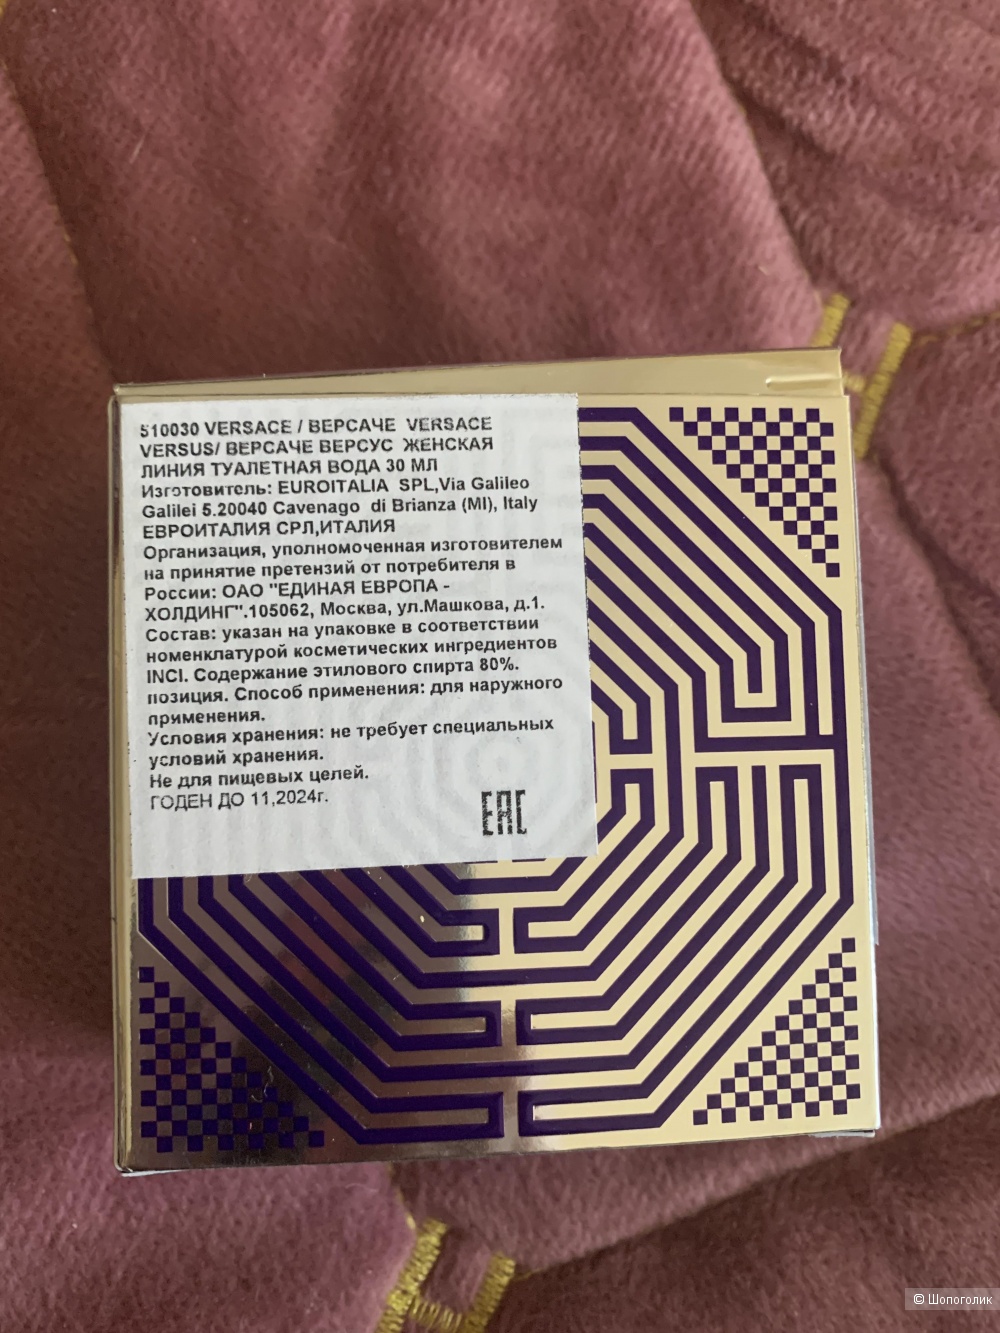 510030 VERSACE / ВЕРСАЧЕ VERSACE
VERSUS/ ВЕРСАЧЕ ВЕРСУС ЖЕНСКАЯ
ЛИНИЯ ТУАЛЕТНАЯ ВОДА 30 МЛ
Изготовитель: EUROITALIA SPL,Via Galileo
Galilei 5.20040 Cavenago di Brianza (MI), Italy
ЕВРОИТАЛИЯ СРЛ,ИТАЛИЯ
Организация, уполномоченная изготовителем
на принятие претензий от потребителя в
России: ОАО "ЕДИНАЯ ЕВРОПА -
ХОЛДИНГ".105062, Москва, ул.Машкова, д.1.
Состав: указан на упаковке в соответствии
номенклатурой косметических ингредиентов
INCI. Содержание этилового спирта 80%.
позиция. Способ применения: для наружного
применения.
Условия хранения: не требует специальных
условий хранения.
Не для пищевых целей.
ГОДЕН ДО 11,2024г.
EAC
© Шопоголик